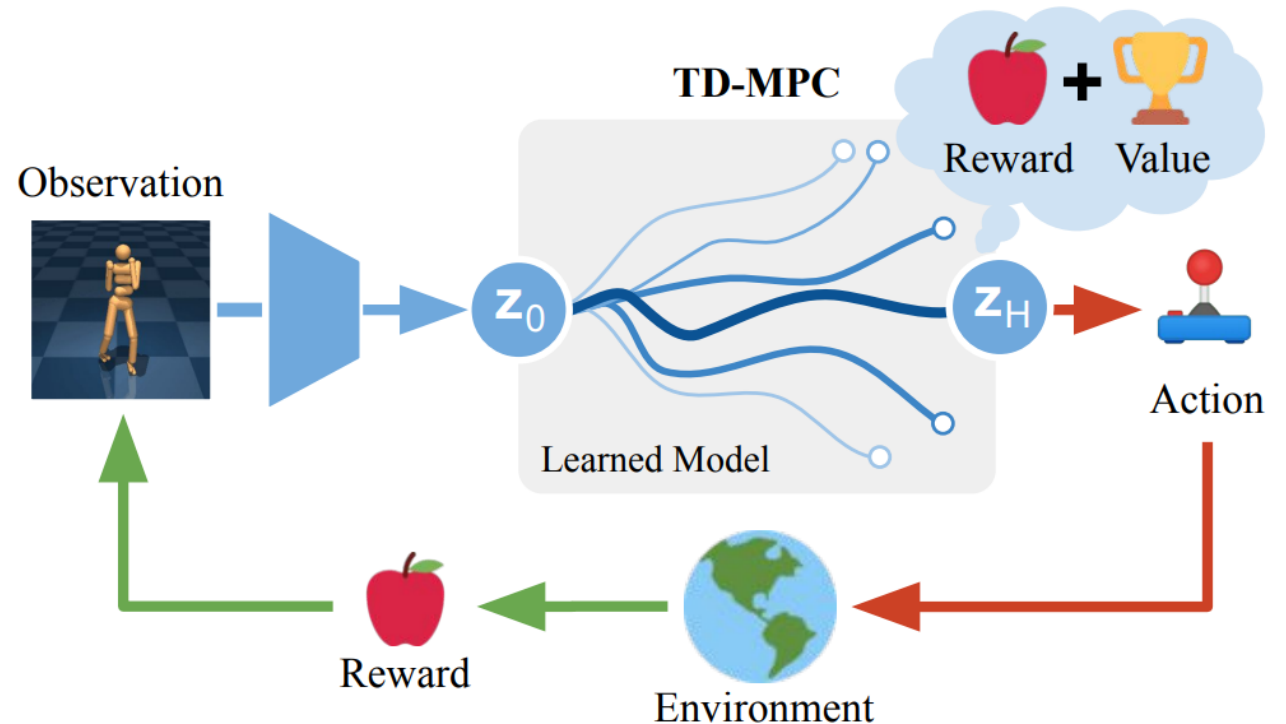 TD-MPC
Reward + Value
Observation
z0
zH
Action
Learned Model
Reward
Environment